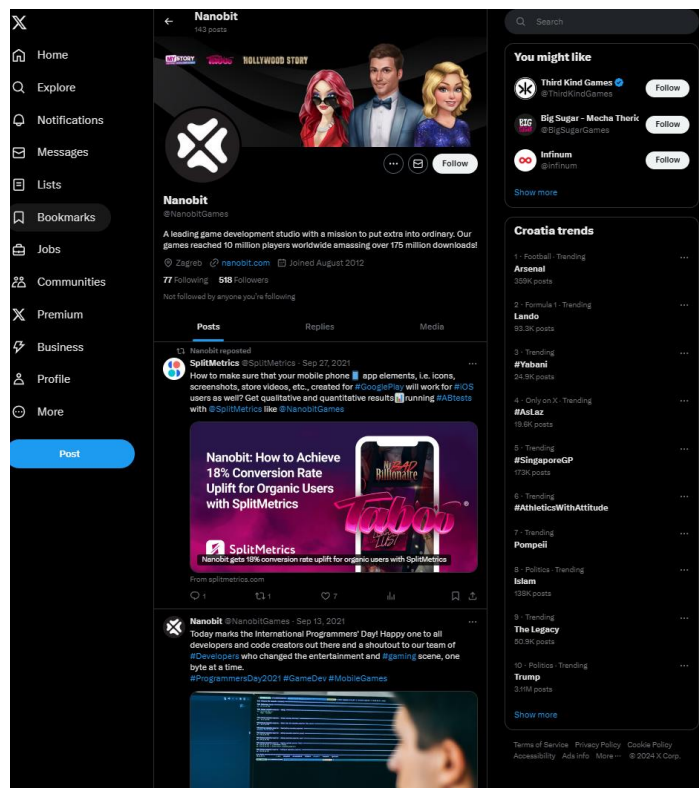 Home
Explore
Notifications
Messages
Lists
Bookmarks
Jobs
Communities
Premium
Business
Profile
More
Post
Nanobit
143 posts
MY STORY
Taboo
HOLLYWOOD STORY
Follow
Nanobit
@NanobitGames
A leading game development studio with a mission to put extra into ordinary. Our
games reached 10 million players worldwide amassing over 175 million downloads!
Zagreb nanobit.com Joined August 2012
77 Following 518 Followers
Not followed by anyone you're following
Posts Replies Media
Nanobit reposted
SplitMetrics @SplitMetrics · Sep 27, 2021
How to make sure that your mobile phone app elements, i.e. icons,
screenshots, store videos, etc., created for #GooglePlay will work for #IOS
users as well? Get qualitative and quantitative results running #ABtests
with @SplitMetrics like @NanobitGames
Nanobit: How to Achieve
18% Conversion Rate
Uplift for Organic Users
with SplitMetrics
SplitMetrics
Billionaire
Taboo
Nanobit gets 18% conversion rate uplift for organic users with SplitMetrics
From splitmetrics.com
1 1 7
Nanobit @NanobitGames · Sep 13, 2021
Today marks the International Programmers' Day! Happy one to all
developers and code creators out there and a shoutout to our team of
#Developers who changed the entertainment and #gaming scene, one
byte at a time.
#ProgrammersDay2021 #GameDev #MobileGames
Search
You might like
Third Kind Games
@ThirdKindGames
Follow
BIG
Big Sugar - Mecha Theric
@BigSugarGames
Follow
Infinum
@infinum
Follow
Show more
Croatia trends
1 · Football · Trending
Arsenal
359K posts
2 · Formula 1 · Trending
Lando
93.3K posts
3 · Trending
#Yabani
24.9K posts
4 · Only on X · Trending
#AsLaz
19.6K posts
5 · Trending
#SingaporeGP
173K posts
6 · Trending
#AthleticsWithAttitude
7 · Trending
Pompeii
8 · Politics · Trending
Islam
138K posts
9 · Trending
The Legacy
50.9K posts
10 · Politics · Trending
Trump
3.11M posts
Show more
Terms of Service Privacy Policy Cookie Policy
Accessibility Ads info More ··· © 2024 X Corp.